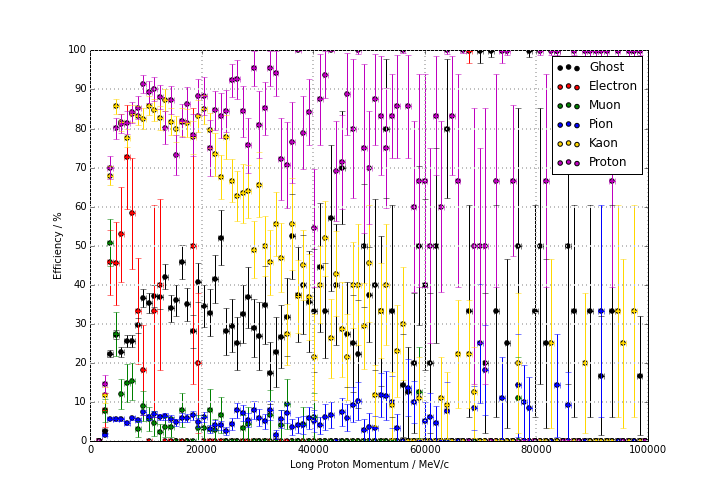 100
90
80
70
60
50
40
30
20
10
0
Efficiency / %
0 20000 40000 60000 80000 100000
Long Proton Momentum / MeV/c
Ghost
Electron
Muon
Pion
Kaon
Proton